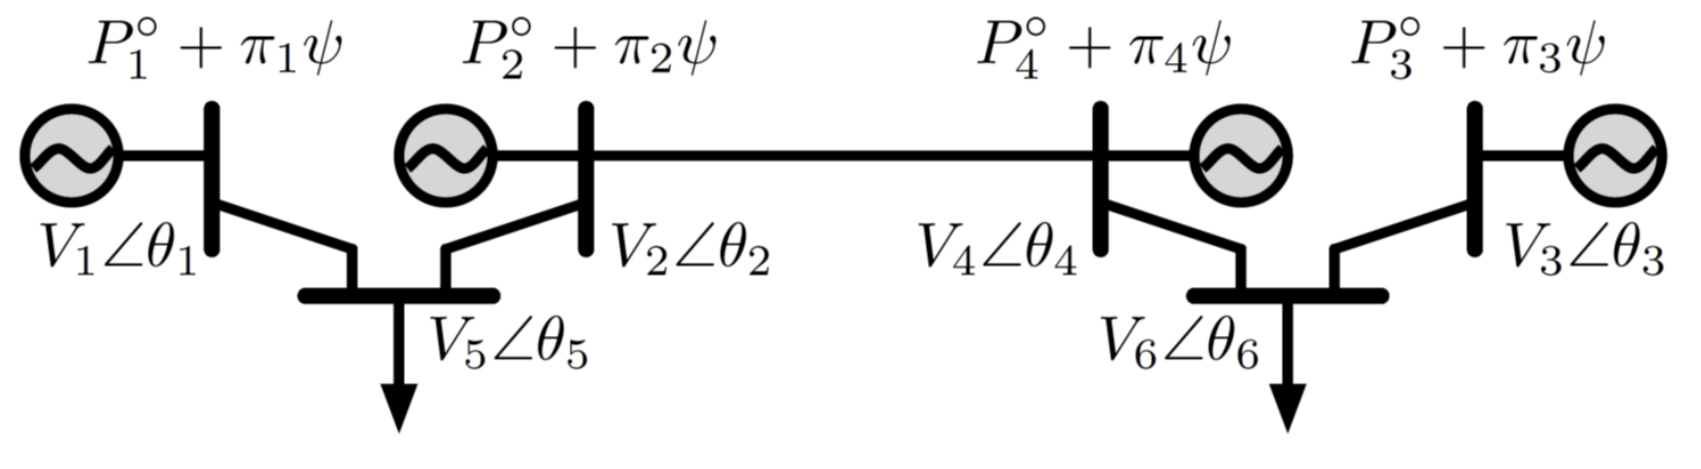 P₁° + π₁ψ P₂° + π₂ψ P₄° + π₄ψ P₃° + π₃ψ
V₁∠θ₁ V₂∠θ₂ V₄∠θ₄ V₃∠θ₃
V₅∠θ₅ V₆∠θ₆